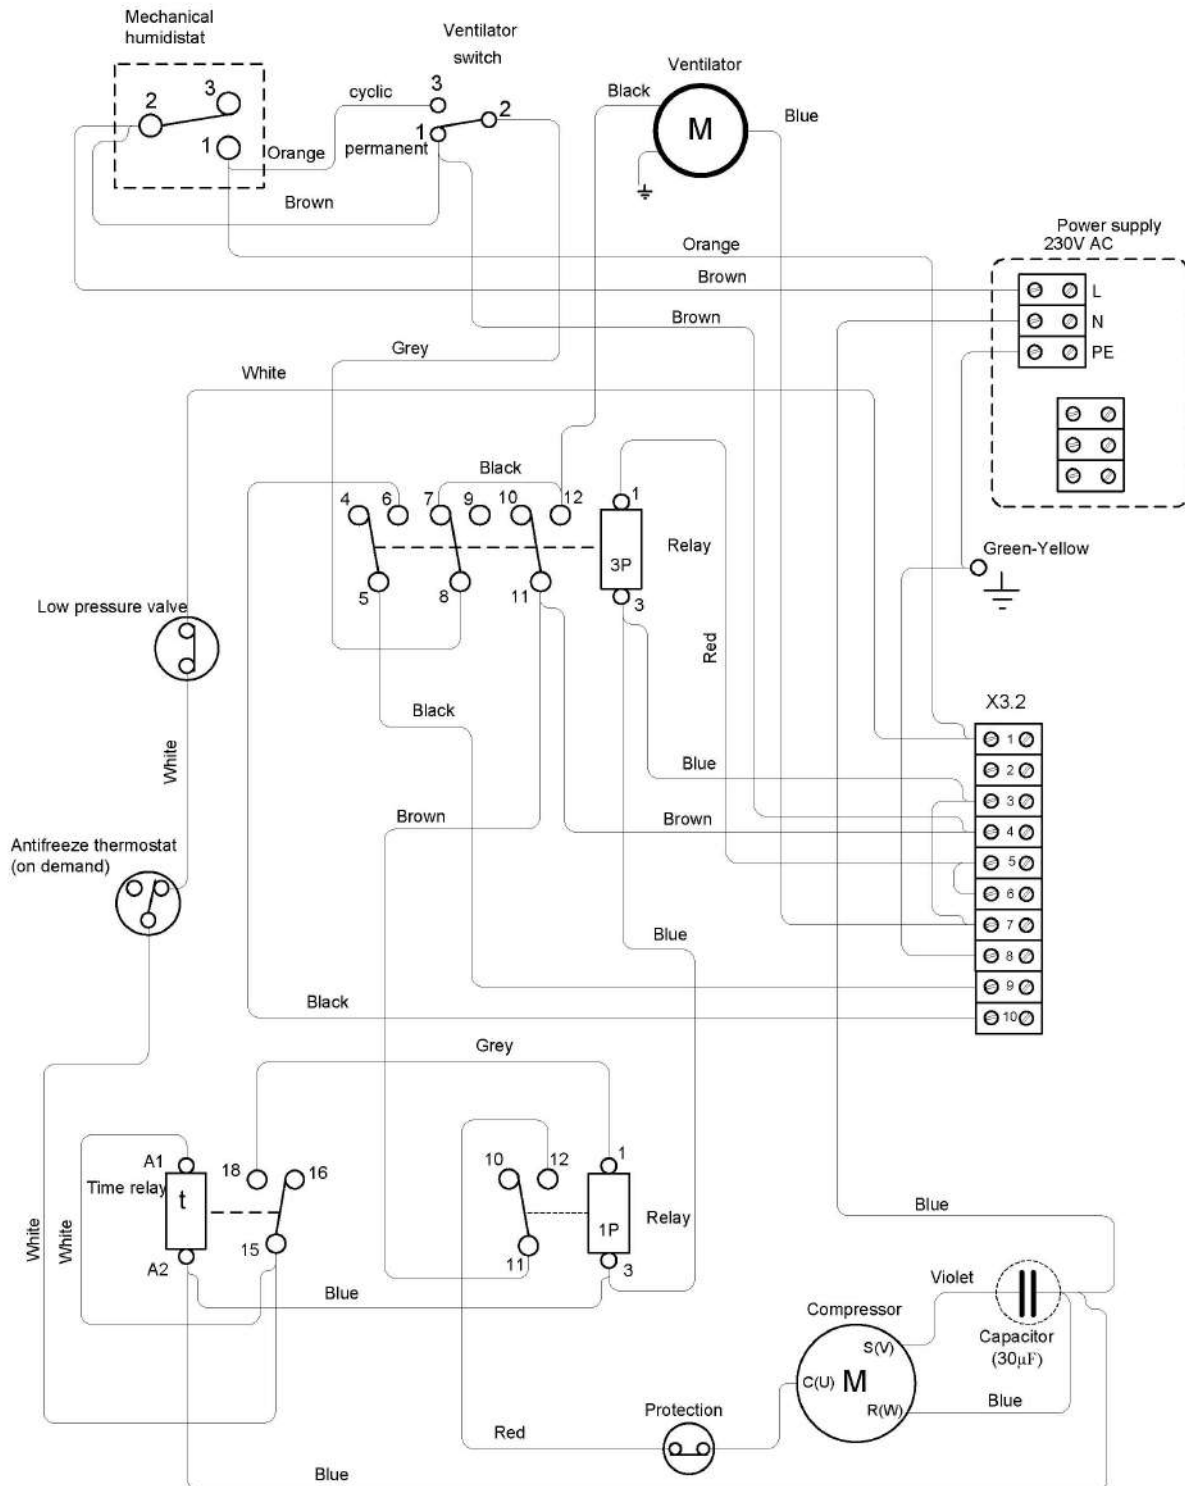 Mechanical
humidistat
Ventilator
switch
Ventilator
3
cyclic
3
2
Black
M
Blue
2
1
Orange
permanent
1
Brown
Power supply
230V AC
Orange
Brown
L
Brown
N
Grey
PE
White
Black
4
6
7
9
10
12
1
Relay
3P
Green-Yellow
5
8
11
3
Low pressure valve
Red
X3.2
Black
1
White
Blue
2
3
Brown
Brown
4
Antifreeze thermostat
(on demand)
5
6
7
Blue
8
9
Black
10
Grey
A1
18
16
10
12
1
Time relay
t
Relay
1P
White
White
15
A2
11
3
Blue
Blue
Violet
Compressor
Capacitor
(30µF)
S(V)
C(U)
M
R(W)
Blue
Protection
Red
Blue